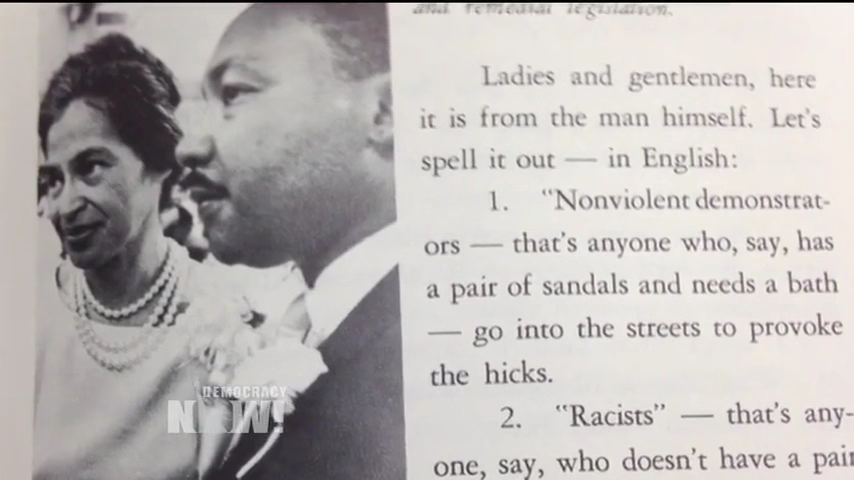 and remedial legislation.
Ladies and gentlemen, here
it is from the man himself. Let's
spell it out — in English:
1. "Nonviolent demonstrat-
ors — that's anyone who, say, has
a pair of sandals and needs a bath
— go into the streets to provoke
the hicks.
2. "Racists" — that's any-
one, say, who doesn't have a pair
DEMOCRACY
NOW!